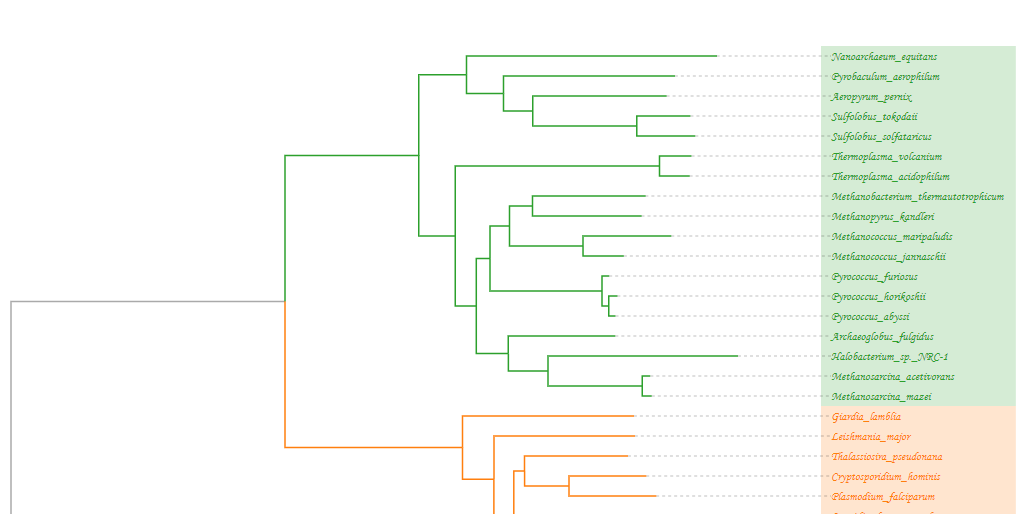 Nanoarchaeum_equitans
Pyrobaculum_aerophilum
Aeropyrum_pernix
Sulfolobus_tokodaii
Sulfolobus_solfataricus
Thermoplasma_volcanium
Thermoplasma_acidophilum
Methanobacterium_thermautotrophicum
Methanopyrus_kandleri
Methanococcus_maripaludis
Methanococcus_jannaschii
Pyrococcus_furiosus
Pyrococcus_horikoshii
Pyrococcus_abyssi
Archaeoglobus_fulgidus
Halobacterium_sp._NRC-1
Methanosarcina_acetivorans
Methanosarcina_mazei
Giardia_lamblia
Leishmania_major
Thalassiosira_pseudonana
Cryptosporidium_hominis
Plasmodium_falciparum